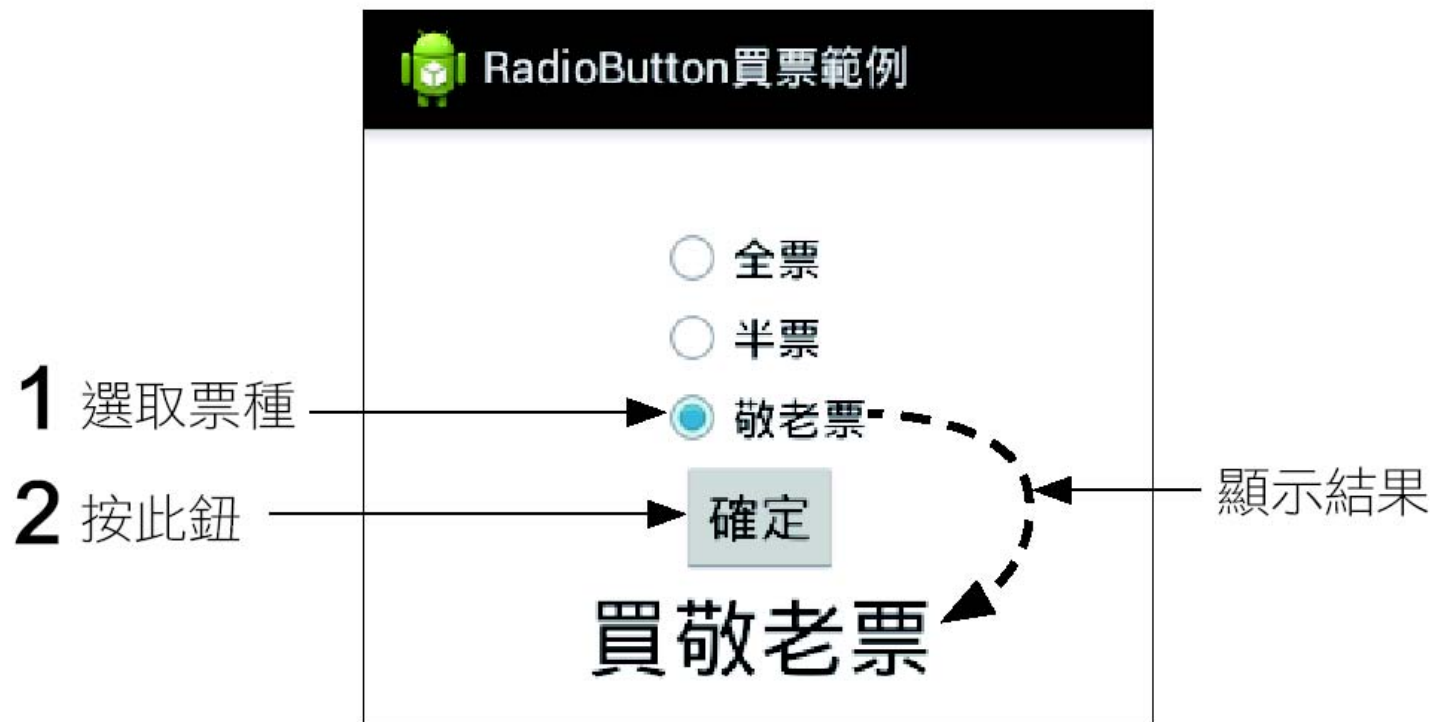 RadioButton買票範例
全票
半票
1 選取票種
敬老票
2 按此鈕
確定
顯示結果
買敬老票